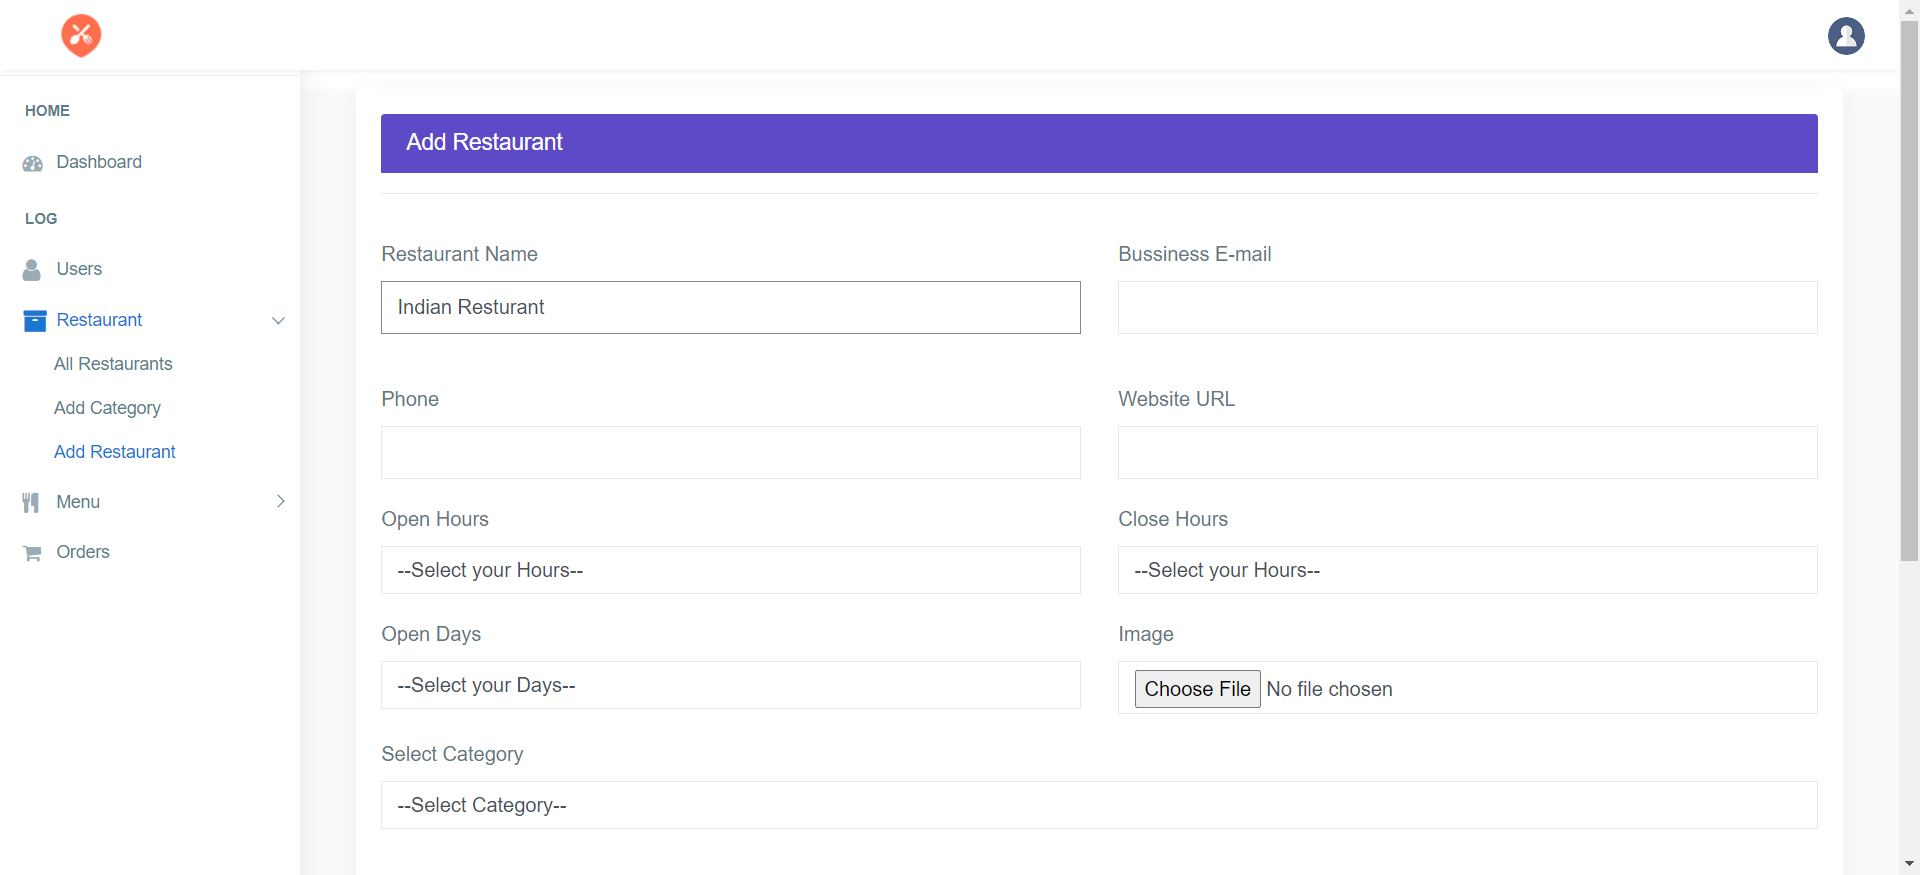 HOME
Dashboard
LOG
Users
Restaurant
All Restaurants
Add Category
Add Restaurant
Menu
Orders
Add Restaurant
Restaurant Name
Bussiness E-mail
Indian Resturant
Phone
Website URL
Open Hours
Close Hours
--Select your Hours--
--Select your Hours--
Open Days
Image
--Select your Days--
Choose File No file chosen
Select Category
--Select Category--